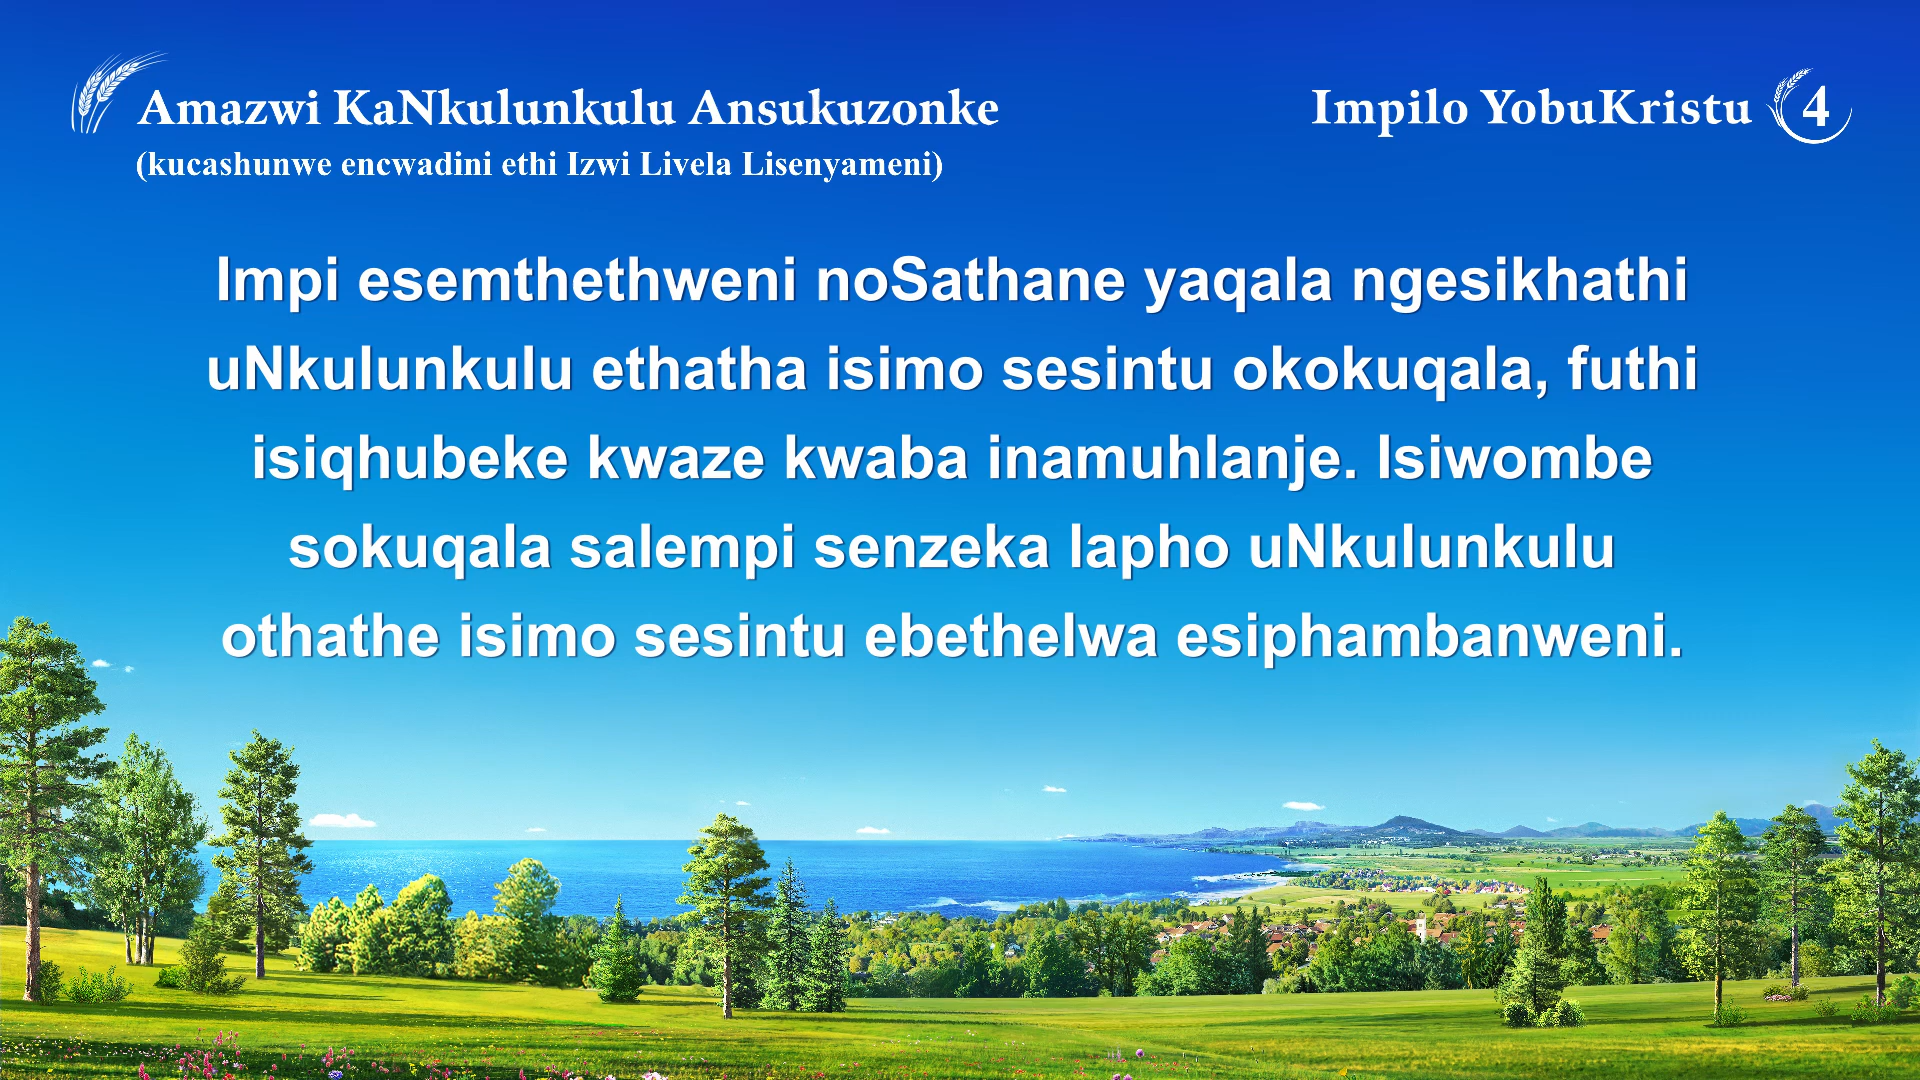 Amazwi KaNkulunkulu Ansukuzonke
(kucashunwe encwadini ethi Izwi Livela Lisenyameni)
Impilo YobuKristu 4
Impi esemthethweni noSathane yaqala ngesikhathi
uNkulunkulu ethatha isimo sesintu okokuqala, futhi
isiqhubeke kwaze kwaba inamuhlanje. Isiwombe
sokuqala salempi senzeka lapho uNkulunkulu
othathe isimo sesintu ebethelwa esiphambanweni.